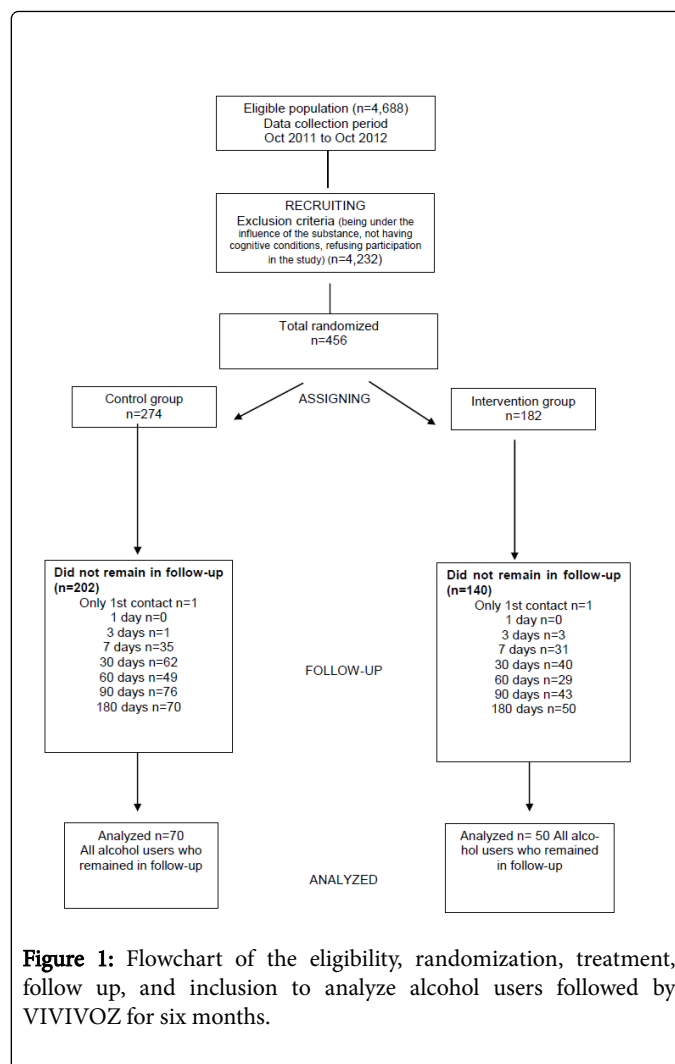 Eligible population (n=4,688)
Data collection period
Oct 2011 to Oct 2012
RECRUITING
Exclusion criteria (being under the
influence of the substance, not having
cognitive conditions, refusing participation
in the study) (n=4,232)
Total randomized
n=456
Control group
n=274
ASSIGNING
Intervention group
n=182
Did not remain in follow-up
(n=202)
Only 1st contact n=1
1 day n=0
3 days n=1
7 days n=35
30 days n=62
60 days n=49
90 days n=76
180 days n=70
FOLLOW-UP
Did not remain in follow-up
(n=140)
Only 1st contact n=1
1 day n=0
3 days n=3
7 days n=31
30 days n=40
60 days n=29
90 days n=43
180 days n=50
Analyzed n=70
All alcohol users who
remained in follow-up
ANALYZED
Analyzed n= 50 All alco-
hol users who remained
in follow-up
Figure 1: Flowchart of the eligibility, randomization, treatment,
follow up, and inclusion to analyze alcohol users followed by
VIVIVOZ for six months.